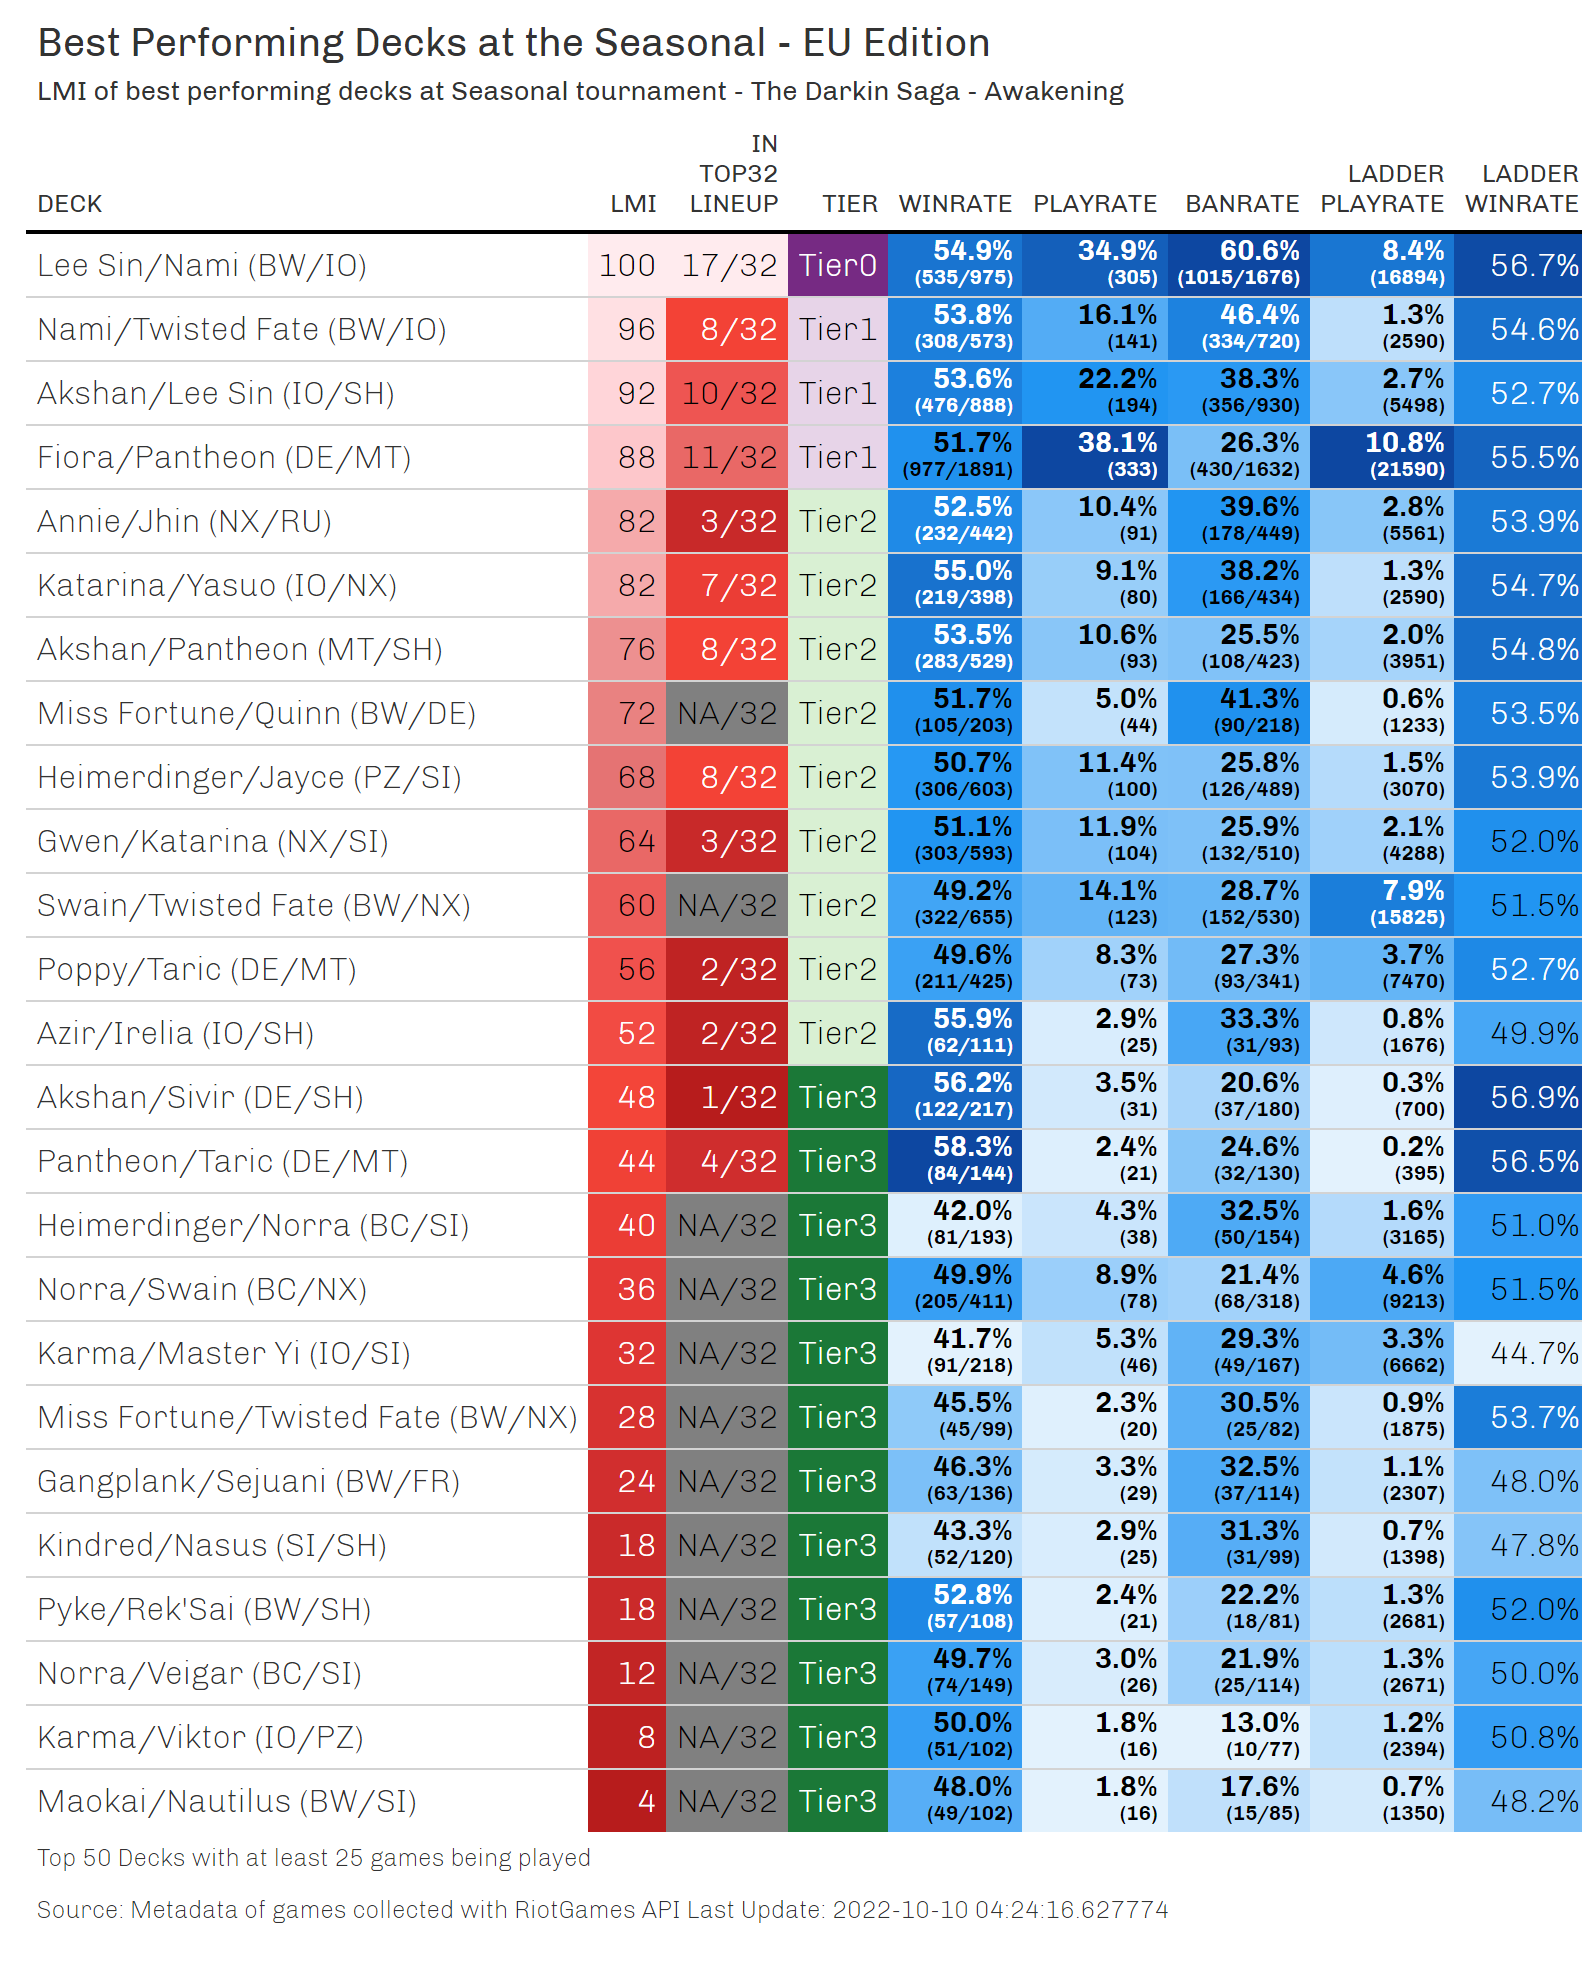 Best Performing Decks at the Seasonal - EU Edition
LMI of best performing decks at Seasonal tournament - The Darkin Saga - Awakening
DECK LMI IN TOP32 LINEUP TIER WINRATE PLAYRATE BANRATE LADDER PLAYRATE LADDER WINRATE
Lee Sin/Nami (BW/IO) 100 17/32 Tier0 54.9% (535/975) 34.9% (305) 60.6% (1015/1676) 8.4% (16894) 56.7%
Nami/Twisted Fate (BW/IO) 96 8/32 Tier1 53.8% (308/573) 16.1% (141) 46.4% (334/720) 1.3% (2590) 54.6%
Akshan/Lee Sin (IO/SH) 92 10/32 Tier1 53.6% (476/888) 22.2% (194) 38.3% (356/930) 2.7% (5498) 52.7%
Fiora/Pantheon (DE/MT) 88 11/32 Tier1 51.7% (977/1891) 38.1% (333) 26.3% (430/1632) 10.8% (21590) 55.5%
Annie/Jhin (NX/RU) 82 3/32 Tier2 52.5% (232/442) 10.4% (91) 39.6% (178/449) 2.8% (5561) 53.9%
Katarina/Yasuo (IO/NX) 82 7/32 Tier2 55.0% (219/398) 9.1% (80) 38.2% (166/434) 1.3% (2590) 54.7%
Akshan/Pantheon (MT/SH) 76 8/32 Tier2 53.5% (283/529) 10.6% (93) 25.5% (108/423) 2.0% (3951) 54.8%
Miss Fortune/Quinn (BW/DE) 72 NA/32 Tier2 51.7% (105/203) 5.0% (44) 41.3% (90/218) 0.6% (1233) 53.5%
Heimerdinger/Jayce (PZ/SI) 68 8/32 Tier2 50.7% (306/603) 11.4% (100) 25.8% (126/489) 1.5% (3070) 53.9%
Gwen/Katarina (NX/SI) 64 3/32 Tier2 51.1% (303/593) 11.9% (104) 25.9% (132/510) 2.1% (4288) 52.0%
Swain/Twisted Fate (BW/NX) 60 NA/32 Tier2 49.2% (322/655) 14.1% (123) 28.7% (152/530) 7.9% (15825) 51.5%
Poppy/Taric (DE/MT) 56 2/32 Tier2 49.6% (211/425) 8.3% (73) 27.3% (93/341) 3.7% (7470) 52.7%
Azir/Irelia (IO/SH) 52 2/32 Tier2 55.9% (62/111) 2.9% (25) 33.3% (31/93) 0.8% (1676) 49.9%
Akshan/Sivir (DE/SH) 48 1/32 Tier3 56.2% (122/217) 3.5% (31) 20.6% (37/180) 0.3% (700) 56.9%
Pantheon/Taric (DE/MT) 44 4/32 Tier3 58.3% (84/144) 2.4% (21) 24.6% (32/130) 0.2% (395) 56.5%
Heimerdinger/Norra (BC/SI) 40 NA/32 Tier3 42.0% (81/193) 4.3% (38) 32.5% (50/154) 1.6% (3165) 51.0%
Norra/Swain (BC/NX) 36 NA/32 Tier3 49.9% (205/411) 8.9% (78) 21.4% (68/318) 4.6% (9213) 51.5%
Karma/Master Yi (IO/SI) 32 NA/32 Tier3 41.7% (91/218) 5.3% (46) 29.3% (49/167) 3.3% (6662) 44.7%
Miss Fortune/Twisted Fate (BW/NX) 28 NA/32 Tier3 45.5% (45/99) 2.3% (20) 30.5% (25/82) 0.9% (1875) 53.7%
Gangplank/Sejuani (BW/FR) 24 NA/32 Tier3 46.3% (63/136) 3.3% (29) 32.5% (37/114) 1.1% (2307) 48.0%
Kindred/Nasus (SI/SH) 18 NA/32 Tier3 43.3% (52/120) 2.9% (25) 31.3% (31/99) 0.7% (1398) 47.8%
Pyke/Rek'Sai (BW/SH) 18 NA/32 Tier3 52.8% (57/108) 2.4% (21) 22.2% (18/81) 1.3% (2681) 52.0%
Norra/Veigar (BC/SI) 12 NA/32 Tier3 49.7% (74/149) 3.0% (26) 21.9% (25/114) 1.3% (2671) 50.0%
Karma/Viktor (IO/PZ) 8 NA/32 Tier3 50.0% (51/102) 1.8% (16) 13.0% (10/77) 1.2% (2394) 50.8%
Maokai/Nautilus (BW/SI) 4 NA/32 Tier3 48.0% (49/102) 1.8% (16) 17.6% (15/85) 0.7% (1350) 48.2%
Top 50 Decks with at least 25 games being played
Source: Metadata of games collected with RiotGames API Last Update: 2022-10-10 04:24:16.627774